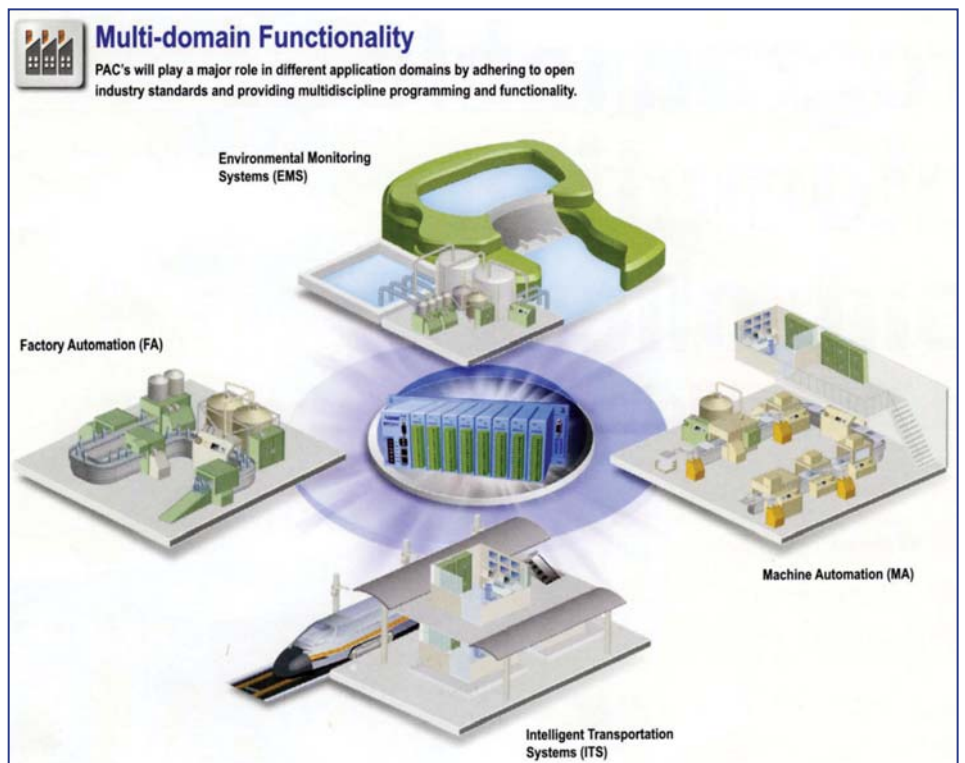 Multi-domain Functionality
PAC's will play a major role in different application domains by adhering to open
industry standards and providing multidiscipline programming and functionality.
Environmental Monitoring
Systems (EMS)
Factory Automation (FA)
Machine Automation (MA)
Intelligent Transportation
Systems (ITS)